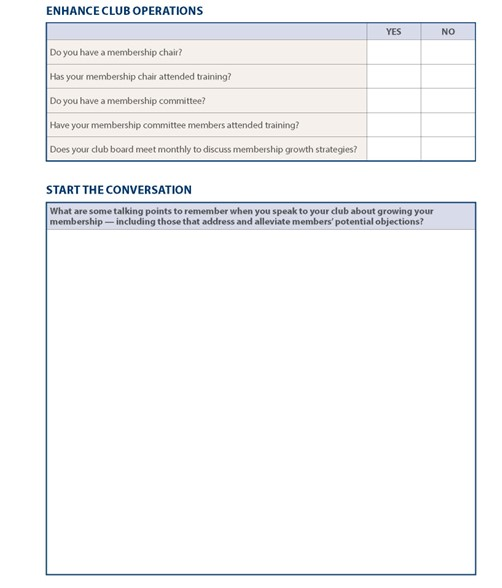 ENHANCE CLUB OPERATIONS
YES NO
Do you have a membership chair?
Has your membership chair attended training?
Do you have a membership committee?
Have your membership committee members attended training?
Does your club board meet monthly to discuss membership growth strategies?
START THE CONVERSATION
What are some talking points to remember when you speak to your club about growing your
membership — including those that address and alleviate members' potential objections?